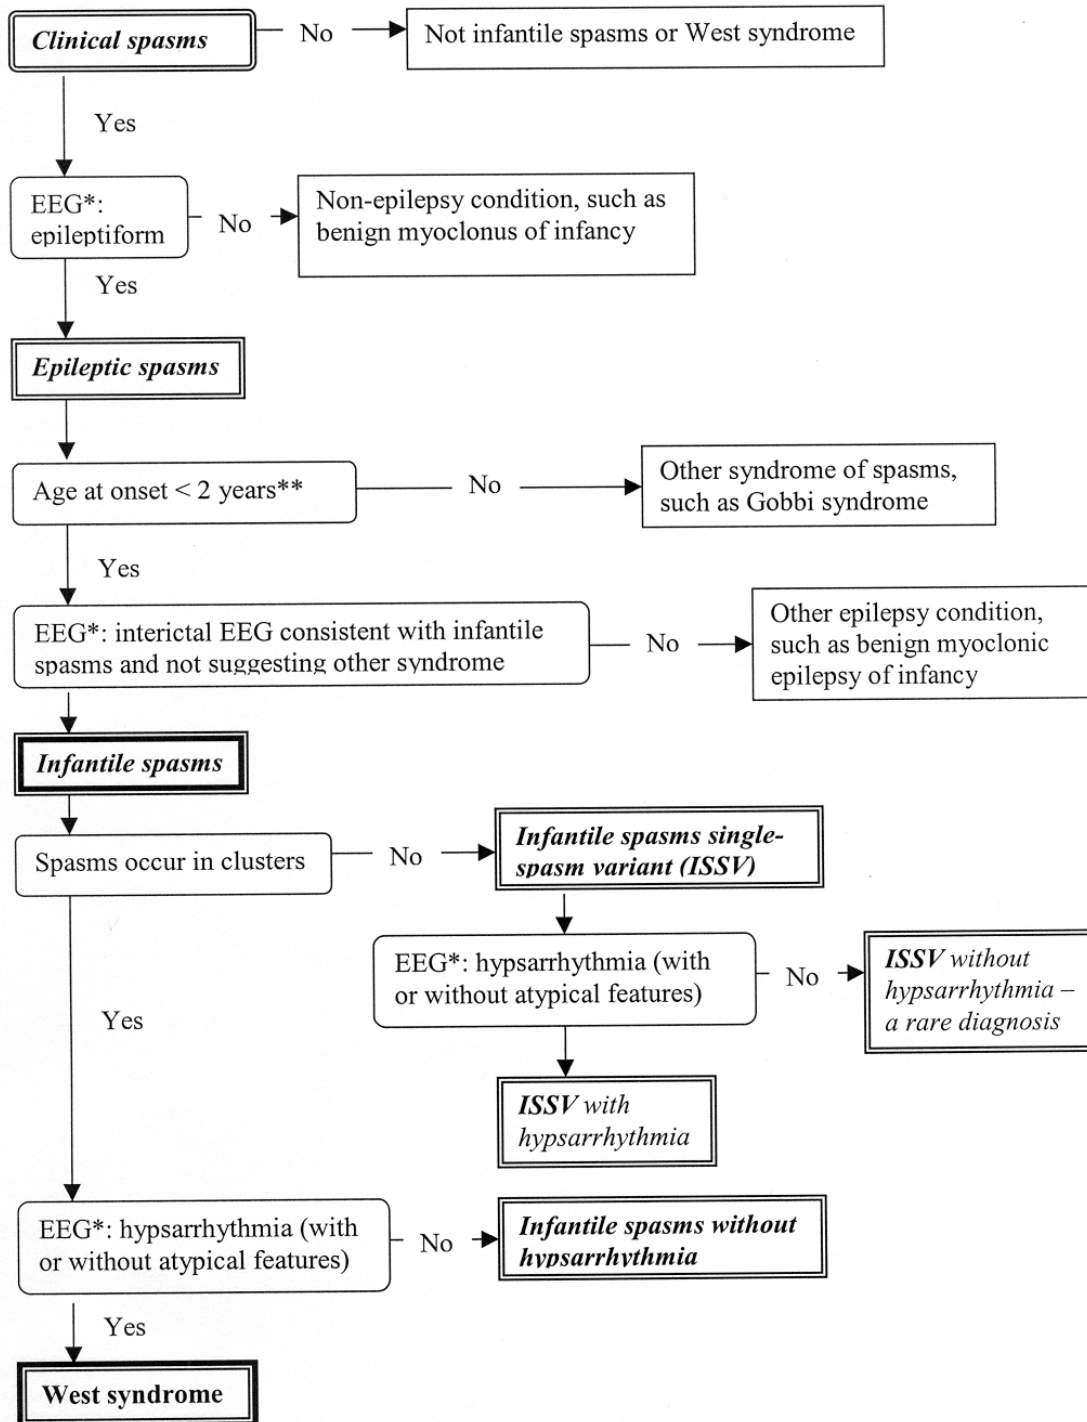 Clinical spasms
No
Not infantile spasms or West syndrome
Yes
EEG*:
epileptiform
No
Non-epilepsy condition, such as
benign myoclonus of infancy
Yes
Epileptic spasms
Age at onset < 2 years**
No
Other syndrome of spasms,
such as Gobbi syndrome
Yes
EEG*: interictal EEG consistent with infantile
spasms and not suggesting other syndrome
No
Other epilepsy condition,
such as benign myoclonic
epilepsy of infancy
Infantile spasms
Spasms occur in clusters
No
Infantile spasms single-
spasm variant (ISSV)
EEG*: hypsarrhythmia (with
or without atypical features)
No
ISSV without
hypsarrhythmia –
a rare diagnosis
Yes
ISSV with
hypsarrhythmia
EEG*: hypsarrhythmia (with
or without atypical features)
No
Infantile spasms without
hypsarrhythmia
Yes
West syndrome